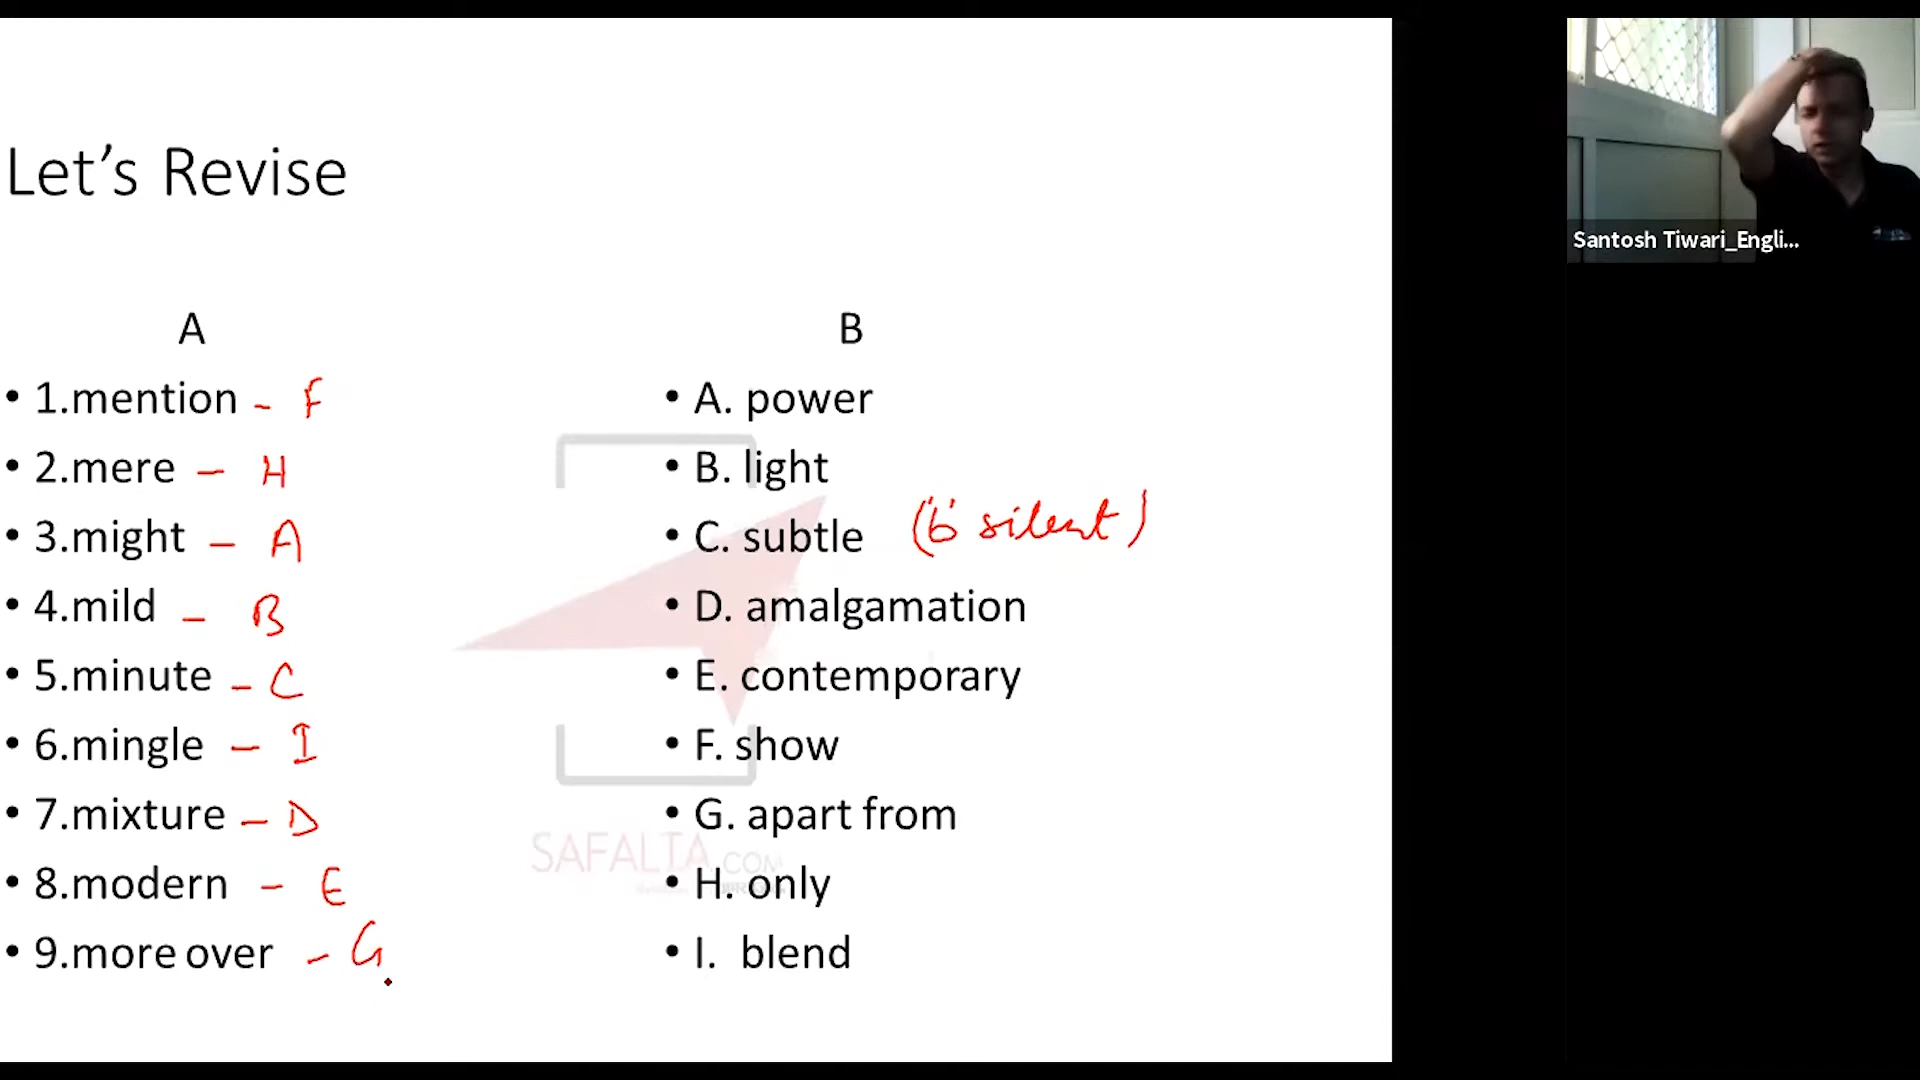 Let's Revise
Santosh Tiwari_Engli...
A
B
• 1.mention - F
• A. power
• 2.mere - H
• B. light
• 3.might - A
• C. subtle ('b' silent)
• 4.mild - B
• D. amalgamation
• 5.minute - C
• E. contemporary
• 6.mingle - I
• F. show
• 7.mixture - D
• G. apart from
• 8.modern - E
• H. only
• 9.more over - G
• I. blend
SAFALTA.COM